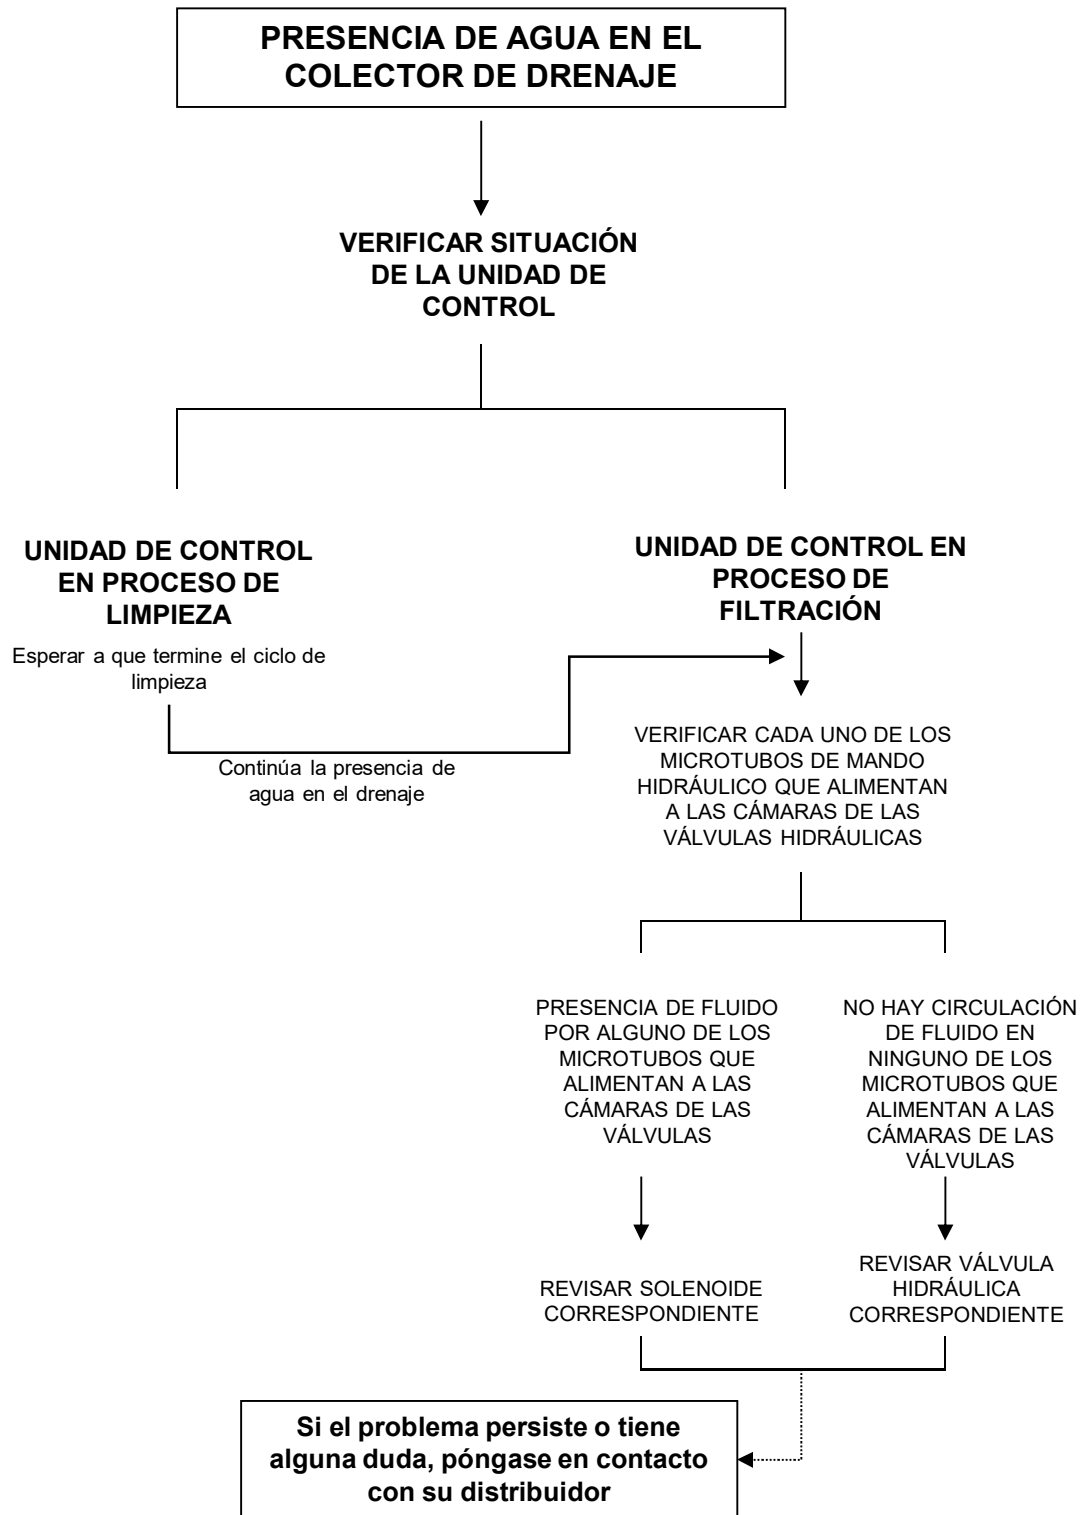 PRESENCIA DE AGUA EN EL
COLECTOR DE DRENAJE
VERIFICAR SITUACIÓN
DE LA UNIDAD DE
CONTROL
UNIDAD DE CONTROL
EN PROCESO DE
LIMPIEZA
Esperar a que termine el ciclo de
limpieza
Continúa la presencia de
agua en el drenaje
UNIDAD DE CONTROL EN
PROCESO DE
FILTRACIÓN
VERIFICAR CADA UNO DE LOS
MICROTUBOS DE MANDO
HIDRÁULICO QUE ALIMENTAN
A LAS CÁMARAS DE LAS
VÁLVULAS HIDRÁULICAS
PRESENCIA DE FLUIDO
POR ALGUNO DE LOS
MICROTUBOS QUE
ALIMENTAN A LAS
CÁMARAS DE LAS
VÁLVULAS
NO HAY CIRCULACIÓN
DE FLUIDO EN
NINGUNO DE LOS
MICROTUBOS QUE
ALIMENTAN A LAS
CÁMARAS DE LAS
VÁLVULAS
REVISAR SOLENOIDE
CORRESPONDIENTE
REVISAR VÁLVULA
HIDRÁULICA
CORRESPONDIENTE
Si el problema persiste o tiene
alguna duda, póngase en contacto
con su distribuidor